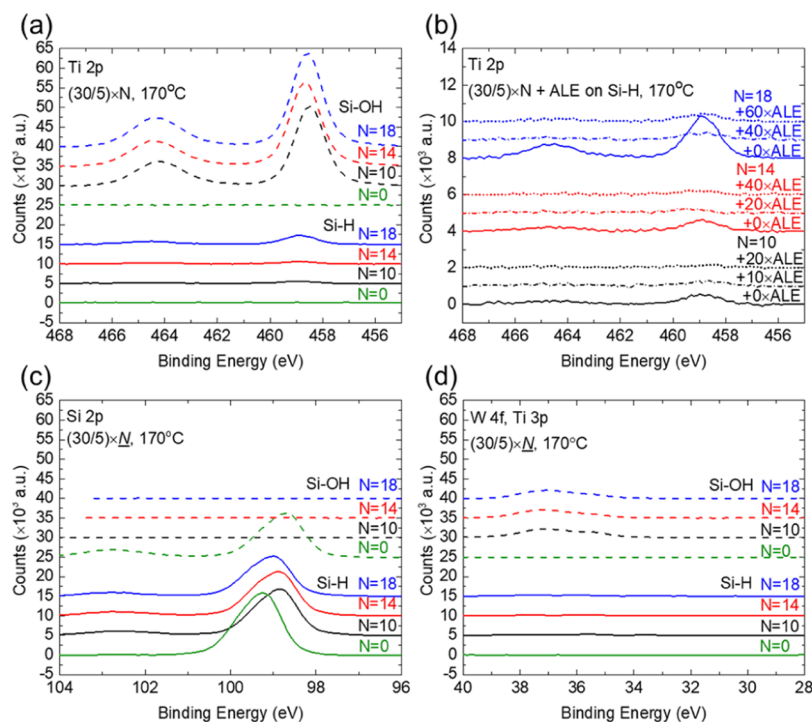 (a)
Ti 2p
(30/5)×N, 170°C
Si-OH
N=18
N=14
N=10
N=0
Si-H
N=18
N=14
N=10
N=0
Counts (×10³ a.u.)
65
60
55
50
45
40
35
30
25
20
15
10
5
0
-5
468 466 464 462 460 458 456
Binding Energy (eV)
(b)
Ti 2p
(30/5)×N + ALE on Si-H, 170°C
N=18
+60×ALE
+40×ALE
+0×ALE
N=14
+40×ALE
+20×ALE
+0×ALE
N=10
+20×ALE
+10×ALE
+0×ALE
Counts (×10³ a.u.)
14
12
10
8
6
4
2
0
468 466 464 462 460 458 456
Binding Energy (eV)
(c)
Si 2p
(30/5)×N, 170°C
Si-OH
N=18
N=14
N=10
N=0
Si-H
N=18
N=14
N=10
N=0
Counts (×10³ a.u.)
65
60
55
50
45
40
35
30
25
20
15
10
5
0
-5
104 102 100 98 96
Binding Energy (eV)
(d)
W 4f, Ti 3p
(30/5)×N, 170°C
Si-OH
N=18
N=14
N=10
N=0
Si-H
N=18
N=14
N=10
N=0
Counts (×10³ a.u.)
65
60
55
50
45
40
35
30
25
20
15
10
5
0
-5
40 38 36 34 32 30 28
Binding Energy (eV)